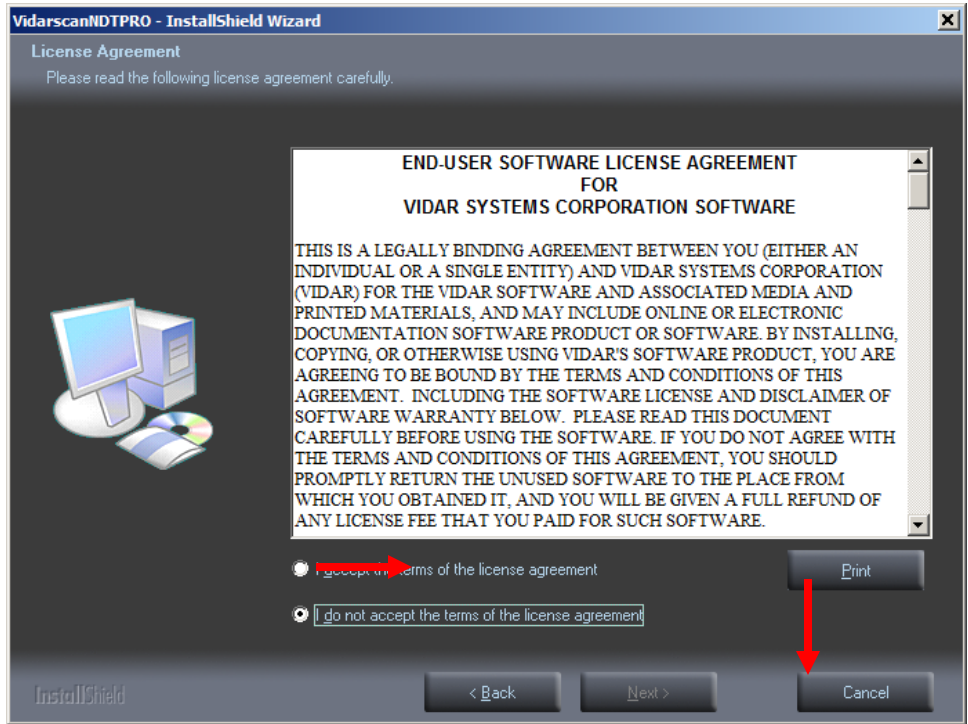 VidarscanNDTPRO - InstallShield Wizard
License Agreement
Please read the following license agreement carefully.
END-USER SOFTWARE LICENSE AGREEMENT
FOR
VIDAR SYSTEMS CORPORATION SOFTWARE
THIS IS A LEGALLY BINDING AGREEMENT BETWEEN YOU (EITHER AN
INDIVIDUAL OR A SINGLE ENTITY) AND VIDAR SYSTEMS CORPORATION
(VIDAR) FOR THE VIDAR SOFTWARE AND ASSOCIATED MEDIA AND
PRINTED MATERIALS, AND MAY INCLUDE ONLINE OR ELECTRONIC
DOCUMENTATION SOFTWARE PRODUCT OR SOFTWARE. BY INSTALLING,
COPYING, OR OTHERWISE USING VIDAR'S SOFTWARE PRODUCT, YOU ARE
AGREEING TO BE BOUND BY THE TERMS AND CONDITIONS OF THIS
AGREEMENT.  INCLUDING THE SOFTWARE LICENSE AND DISCLAIMER OF
SOFTWARE WARRANTY BELOW.  PLEASE READ THIS DOCUMENT
CAREFULLY BEFORE USING THE SOFTWARE. IF YOU DO NOT AGREE WITH
THE TERMS AND CONDITIONS OF THIS AGREEMENT, YOU SHOULD
PROMPTLY RETURN THE UNUSED SOFTWARE TO THE PLACE FROM
WHICH YOU OBTAINED IT, AND YOU WILL BE GIVEN A FULL REFUND OF
ANY LICENSE FEE THAT YOU PAID FOR SUCH SOFTWARE.
I accept the terms of the license agreement
Print
I do not accept the terms of the license agreement
InstallShield
< Back
Next >
Cancel